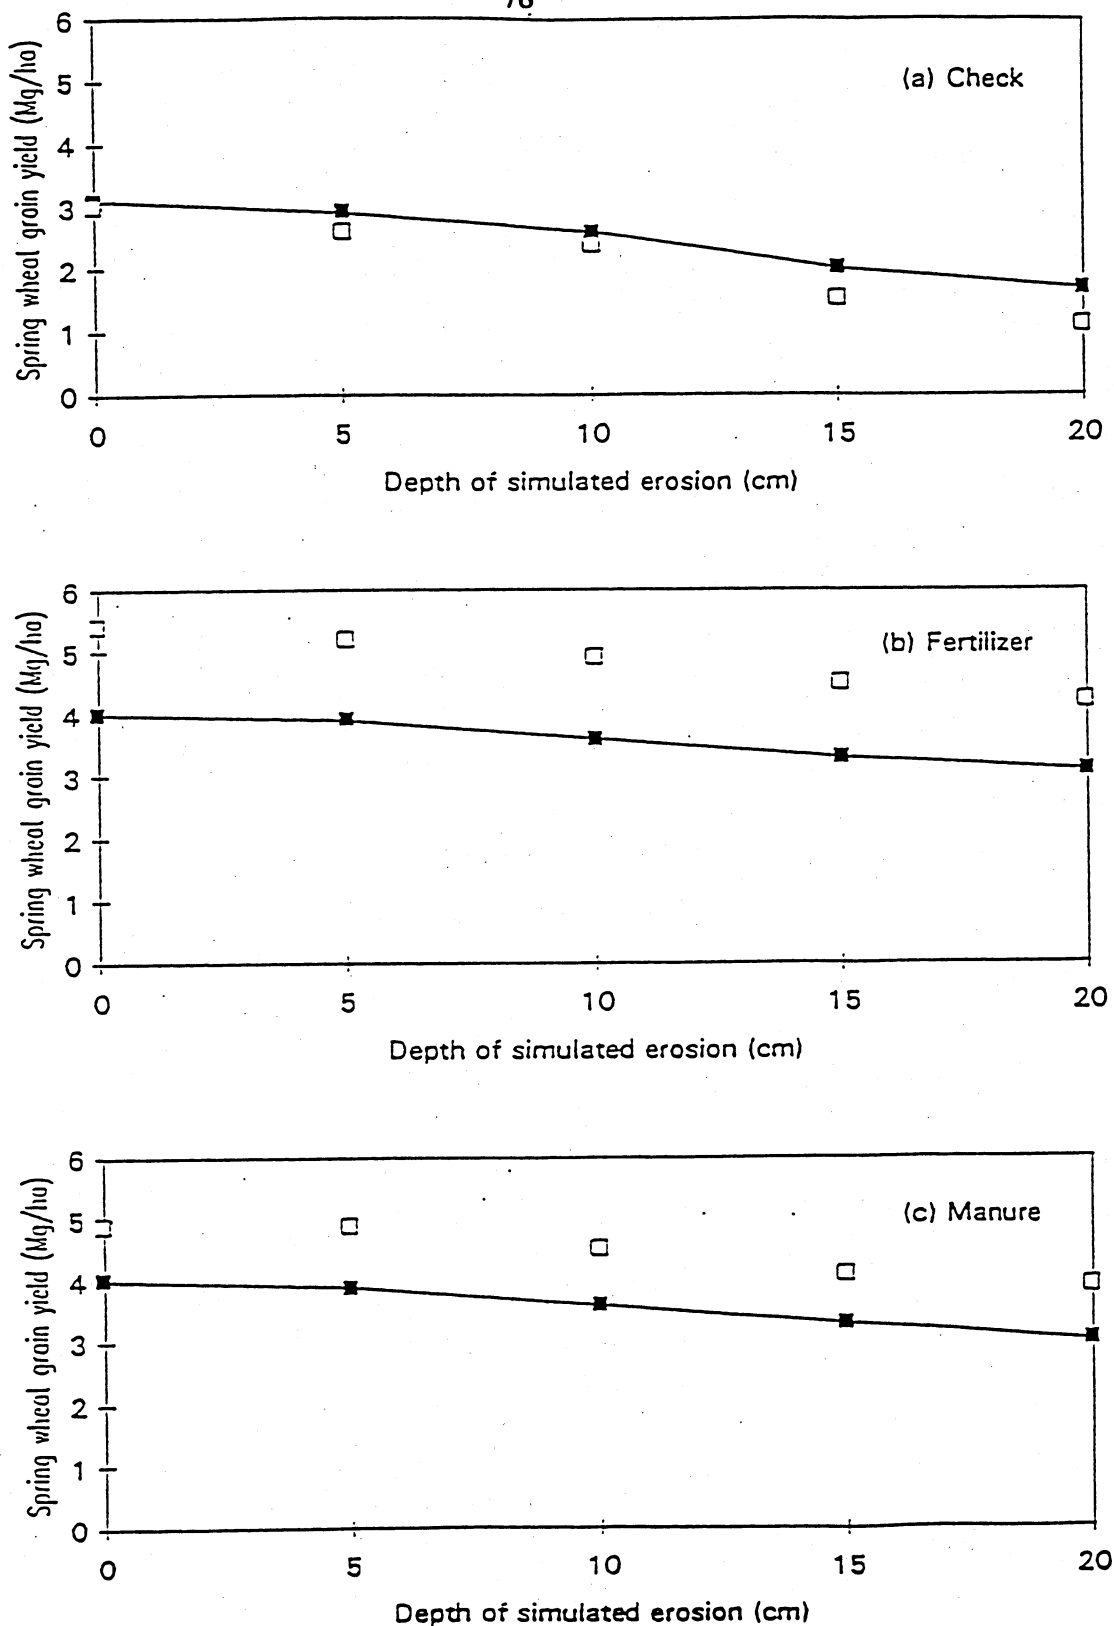 76
6
5
4
3
2
1
0
Spring wheat grain yield (Mg/ha)
(a) Check
0 5 10 15 20
Depth of simulated erosion (cm)
6
5
4
3
2
1
0
Spring wheat grain yield (Mg/ha)
(b) Fertilizer
0 5 10 15 20
Depth of simulated erosion (cm)
6
5
4
3
2
1
0
Spring wheat grain yield (Mg/ha)
(c) Manure
0 5 10 15 20
Depth of simulated erosion (cm)